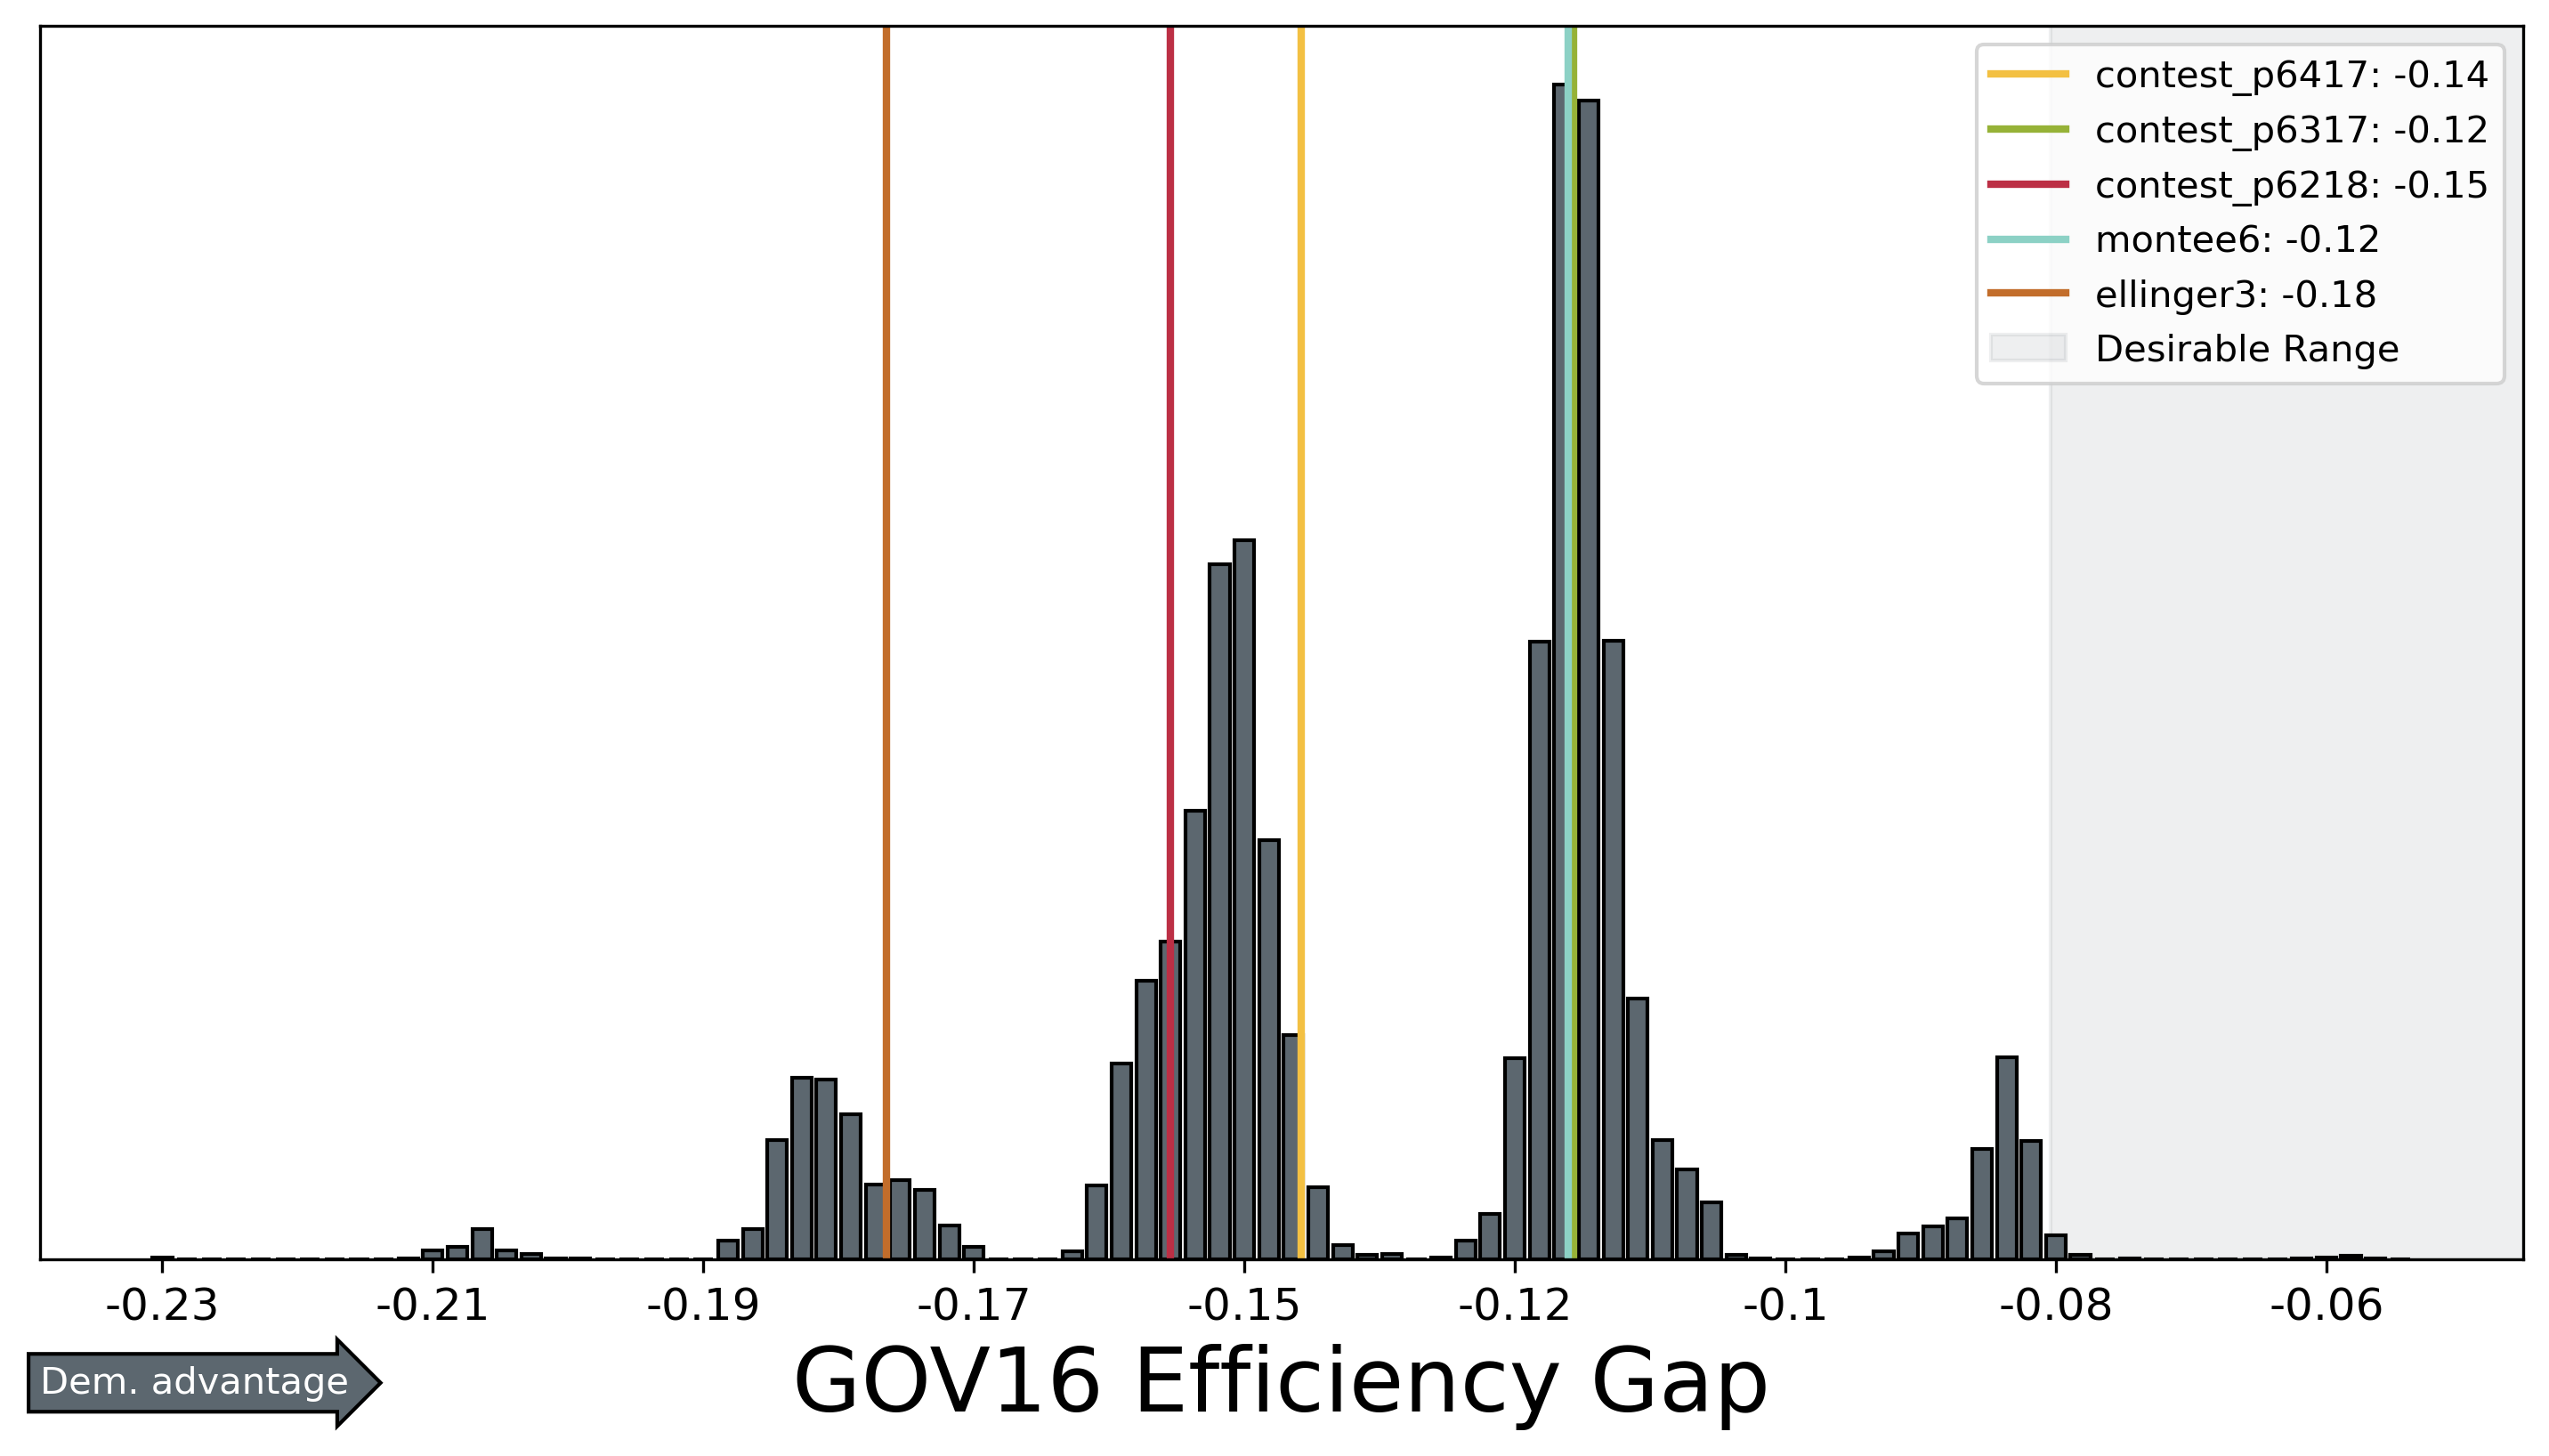 contest_p6417: -0.14
contest_p6317: -0.12
contest_p6218: -0.15
montee6: -0.12
ellinger3: -0.18
Desirable Range
-0.23 -0.21 -0.19 -0.17 -0.15 -0.12 -0.1 -0.08 -0.06
Dem. advantage
GOV16 Efficiency Gap